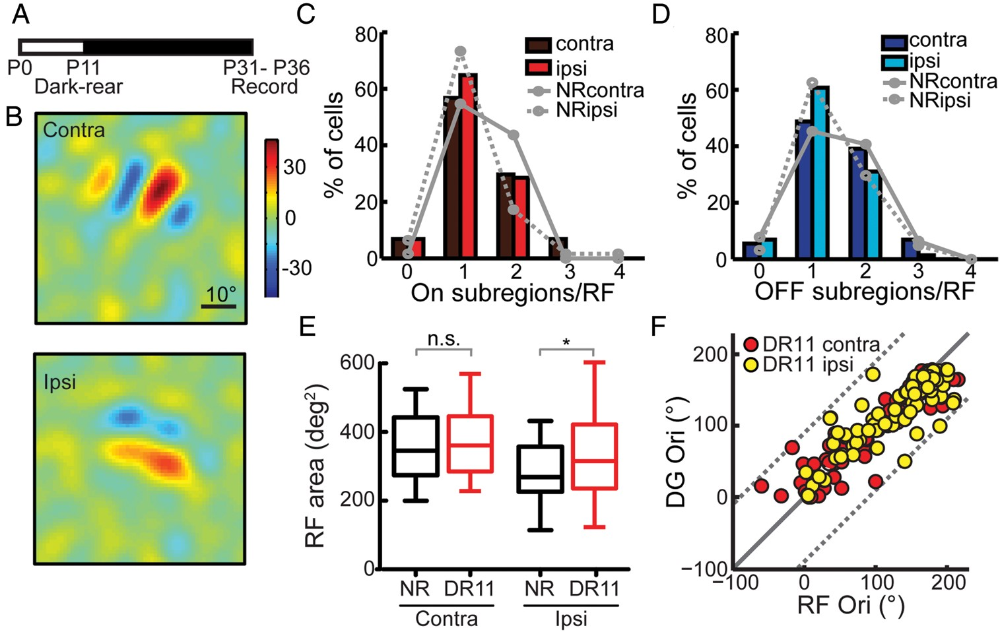 A
P0 P11 P31- P36
Dark-rear Record
B
Contra
30
0
-30
10°
Ipsi
C
80
60
40
20
0
% of cells
contra
ipsi
NRcontra
NRipsi
0 1 2 3 4
On subregions/RF
D
80
60
40
20
0
% of cells
contra
ipsi
NRcontra
NRipsi
0 1 2 3 4
OFF subregions/RF
E
n.s. *
600
400
200
0
RF area (deg²)
NR DR11 NR DR11
Contra Ipsi
F
DR11 contra
DR11 ipsi
200
100
0
−100
DG Ori (°)
−100 0 100 200
RF Ori (°)